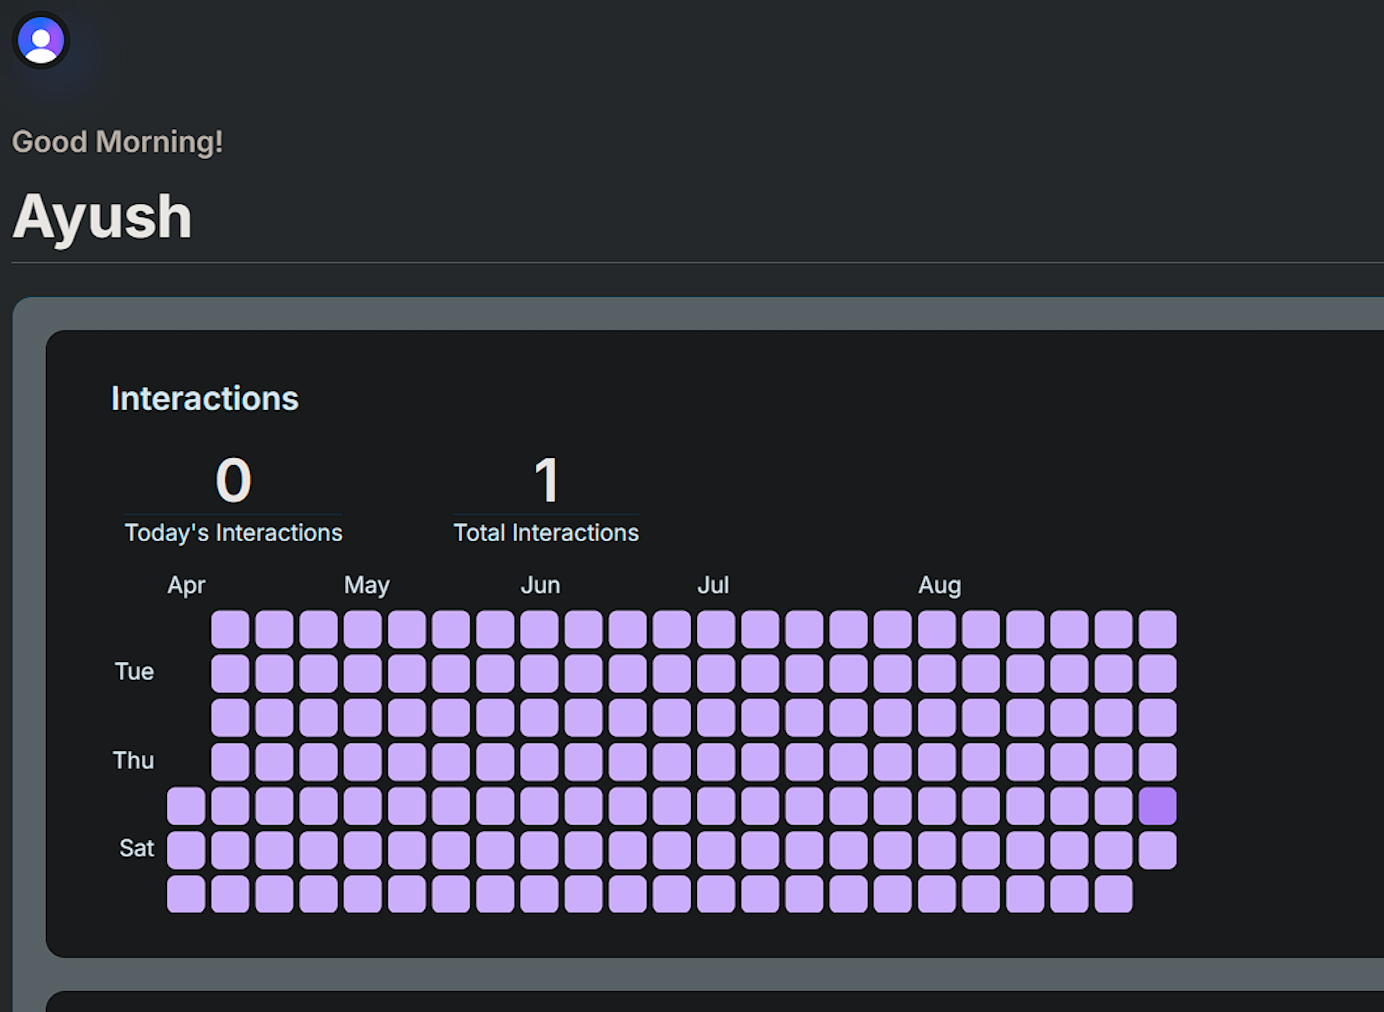 Good Morning!
Ayush
Interactions
0 1
Today's Interactions Total Interactions
Apr May Jun Jul Aug
Tue
Thu
Sat